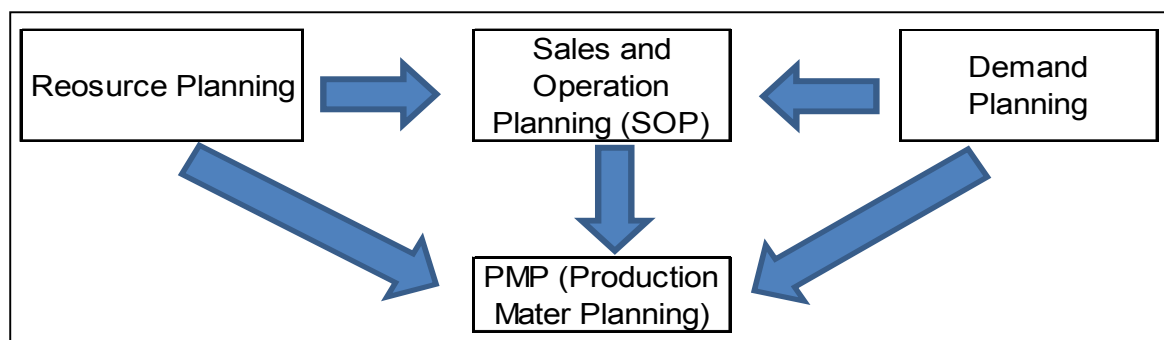 Reosurce Planning
Sales and
Operation
Planning (SOP)
Demand
Planning
PMP (Production
Mater Planning)